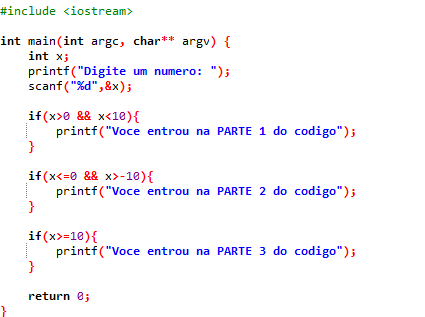 #include <iostream>
int main(int argc, char** argv) {
int x;
printf("Digite um numero: ");
scanf("%d",&x);
if(x>0 && x<10){
printf("Voce entrou na PARTE 1 do codigo");
}
if(x<=0 && x>-10){
printf("Voce entrou na PARTE 2 do codigo");
}
if(x>=10){
printf("Voce entrou na PARTE 3 do codigo");
}
return 0;
}